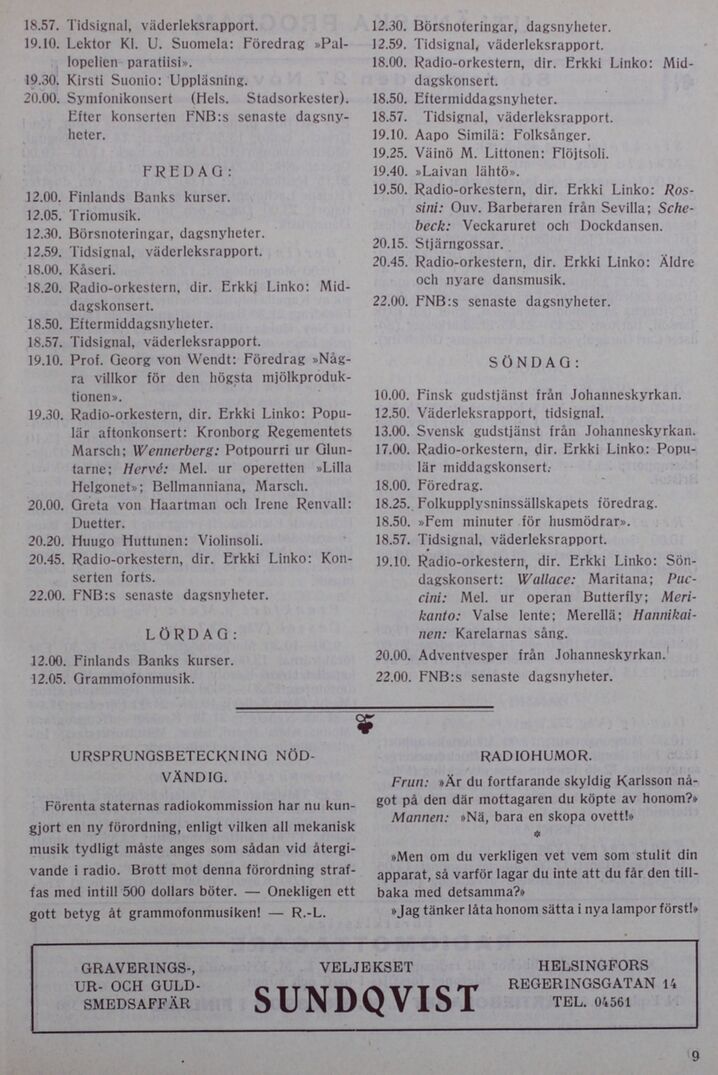 18.57. Tidsignal, väderleksrapport.
19.10. Lektor Kl. U. Suomela: Föredrag »Pal-
lopelien paratiisi».
19.30. Kirsti Suonio: Uppläsning.
20.00. Symfonikonsert (Hels. Stadsorkester).
Efter konserten FNB:s senaste dagsny-
heter.
FREDAG:
12.00. Finlands Banks kurser.
12.05. Triomusik.
12.30. Börsnoteringar, dagsnyheter.
12.59. Tidsignal, väderleksrapport.
18.00. Kåseri.
18.20. Radio-orkestern, dir. Erkki Linko: Mid-
dagskonsert.
18.50. Eftermiddagsnyheter.
18.57. Tidsignal, väderleksrapport.
19.10. Prof. Georg von Wendt: Föredrag »Någ-
ra villkor för den högsta mjölkproduk-
tionen».
19.30. Radio-orkestern, dir. Erkki Linko: Popu-
lär aftonkonsert: Kronborg Regementets
Marsch; Wennerberg: Potpourri ur Glun-
tarne; Hervé: Mel. ur operetten »Lilla
Helgonet»; Bellmanniana, Marsch.
20.00. Greta von Haartman och Irene Renvall:
Duetter.
20.20. Huugo Huttunen: Violinsoli.
20.45. Radio-orkestern, dir. Erkki Linko: Kon-
serten forts.
22.00. FNB:s senaste dagsnyheter.
LÖRDAG:
12.00. Finlands Banks kurser.
12.05. Grammofonmusik.
12.30. Börsnoteringar, dagsnyheter.
12.59. Tidsignal, väderleksrapport.
18.00. Radio-orkestern, dir. Erkki Linko: Mid-
dagskonsert.
18.50. Eftermiddagsnyheter.
18.57. Tidsignal, väderleksrapport.
19.10. Aapo Similä: Folksånger.
19.25. Väinö M. Littonen: Flöjtsoli.
19.40. »Laivan lähtö».
19.50. Radio-orkestern, dir. Erkki Linko: Ros-
sini: Ouv. Barberaren från Sevilla; Sche-
beck: Veckaruret och Dockdansen.
20.15. Stjärngossar.
20.45. Radio-orkestern, dir. Erkki Linko: Äldre
och nyare dansmusik.
22.00. FNB:s senaste dagsnyheter.
SÖNDAG:
10.00. Finsk gudstjänst från Johanneskyrkan.
12.50. Väderleksrapport, tidsignal.
13.00. Svensk gudstjänst från Johanneskyrkan.
17.00. Radio-orkestern, dir. Erkki Linko: Popu-
lär middagskonsert.
18.00. Föredrag.
18.25. Folkupplysninssällskapets föredrag.
18.50. »Fem minuter för husmödrar».
18.57. Tidsignal, väderleksrapport.
19.10. Radio-orkestern, dir. Erkki Linko: Sön-
dagskonsert: Wallace: Maritana; Puc-
cini: Mel. ur operan Butterfly; Meri-
kanto: Valse lente; Merellä; Hannikai-
nen: Karelarnas sång.
20.00. Adventvesper från Johanneskyrkan.
22.00. FNB:s senaste dagsnyheter.
URSPRUNGSBETECKNING NÖD-
VÄNDIG.
Förenta staternas radiokommission har nu kun-
gjort en ny förordning, enligt vilken all mekanisk
musik tydligt måste anges som sådan vid återgi-
vande i radio. Brott mot denna förordning straf-
fas med intill 500 dollars böter. — Onekligen ett
gott betyg åt grammofonmusiken! — R.-L.
RADIOHUMOR.
Frun: »Är du fortfarande skyldig Karlsson nå-
got på den där mottagaren du köpte av honom?»
Mannen: »Nä, bara en skopa ovett!»
*
»Men om du verkligen vet vem som stulit din
apparat, så varför lagar du inte att du får den till-
baka med detsamma?»
»Jag tänker låta honom sätta i nya lampor först!»
GRAVERINGS-,
UR- OCH GULD-
SMEDSAFFÄR
VELJEKSET
SUNDQVIST
HELSINGFORS
REGERINGSGATAN 14
TEL. 04561
9